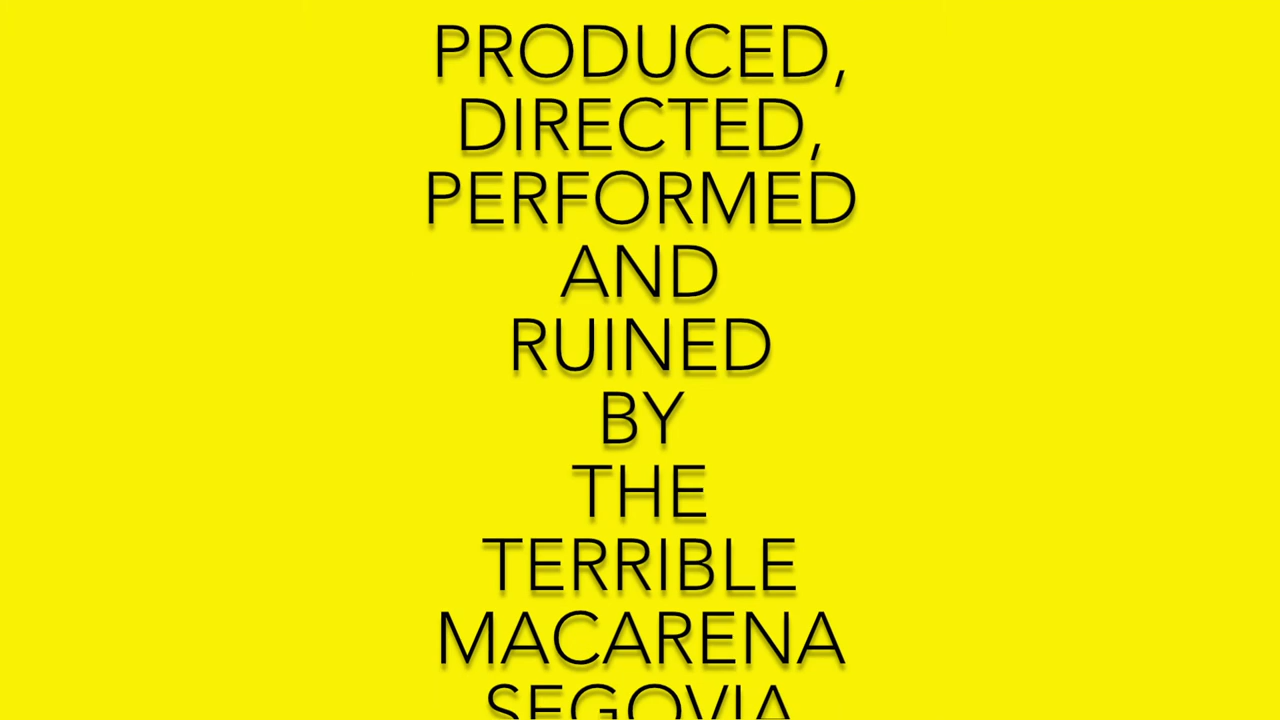 PRODUCED,
DIRECTED,
PERFORMED
AND
RUINED
BY
THE
TERRIBLE
MACARENA
SEGOVIA